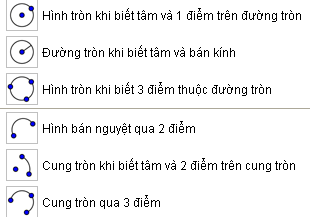 Hình tròn khi biết tâm và 1 điểm trên đường tròn
Đường tròn khi biết tâm và bán kính
Hình tròn khi biết 3 điểm thuộc đường tròn
Hình bán nguyệt qua 2 điểm
Cung tròn khi biết tâm và 2 điểm trên cung tròn
Cung tròn qua 3 điểm